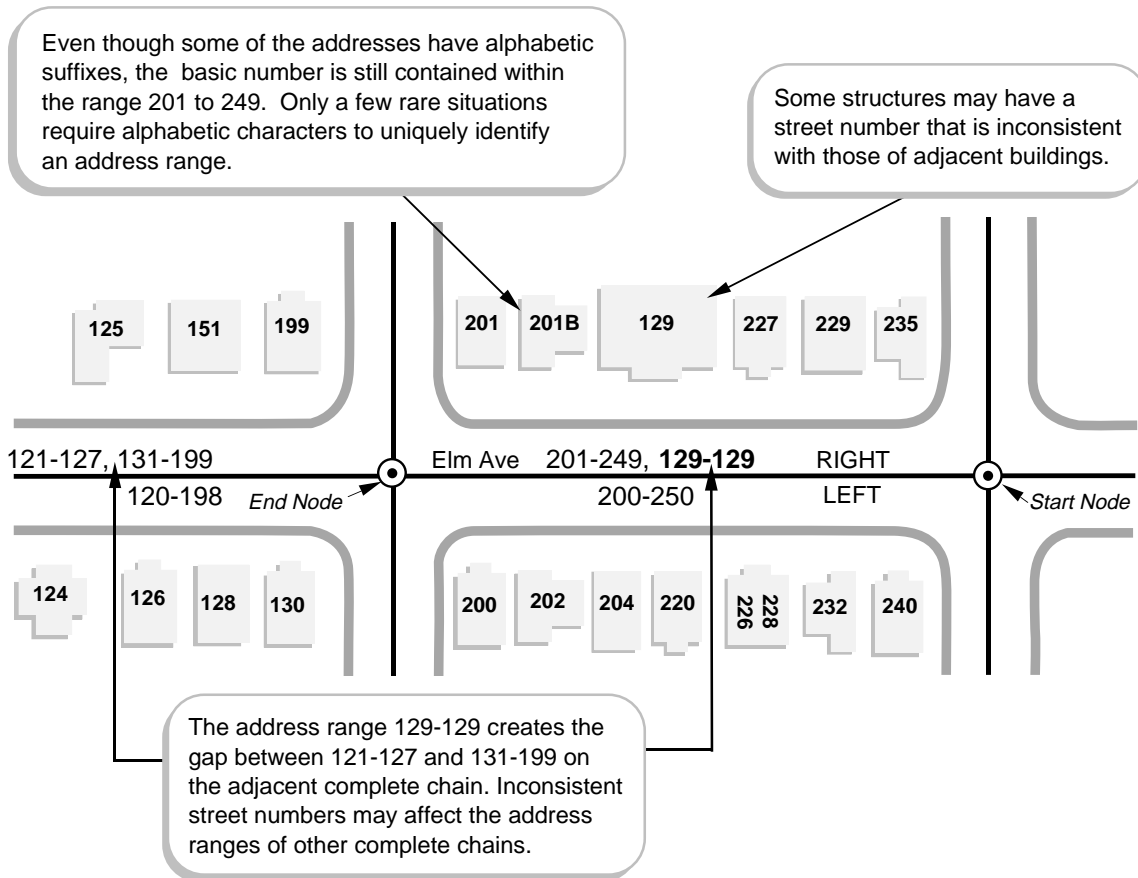 Even though some of the addresses have alphabetic
suffixes, the basic number is still contained within
the range 201 to 249. Only a few rare situations
require alphabetic characters to uniquely identify
an address range.
Some structures may have a
street number that is inconsistent
with those of adjacent buildings.
125 151 199 201 201B 129 227 229 235
121-127, 131-199 Elm Ave 201-249, 129-129 RIGHT
120-198 End Node 200-250 LEFT Start Node
124 126 128 130 200 202 204 220 226 228 232 240
The address range 129-129 creates the
gap between 121-127 and 131-199 on
the adjacent complete chain. Inconsistent
street numbers may affect the address
ranges of other complete chains.